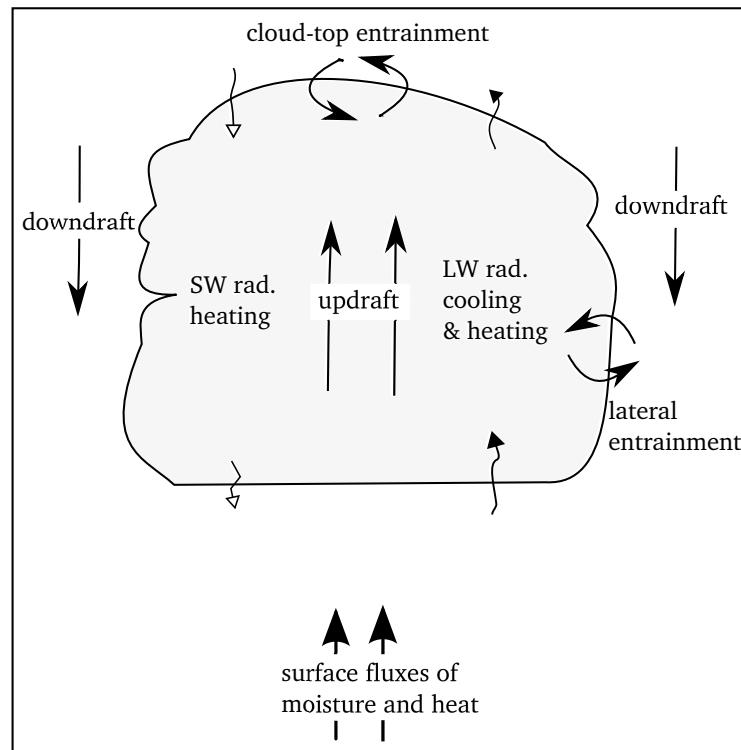 cloud-top entrainment
downdraft
downdraft
SW rad.
heating
updraft
LW rad.
cooling
& heating
lateral
entrainment
surface fluxes of
moisture and heat